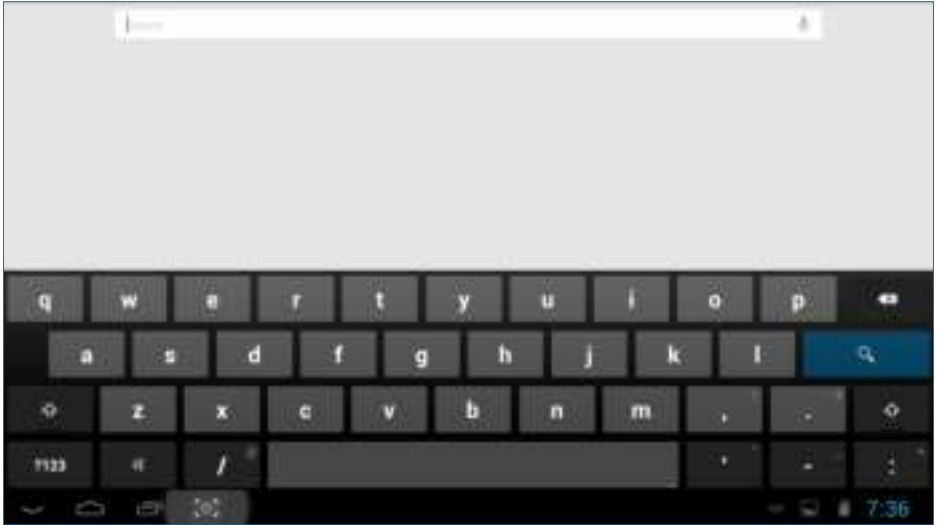 q w e r t y u i o p
a s d f g h j k l
z x c v b n m , .
?123 / ' - :
7:36